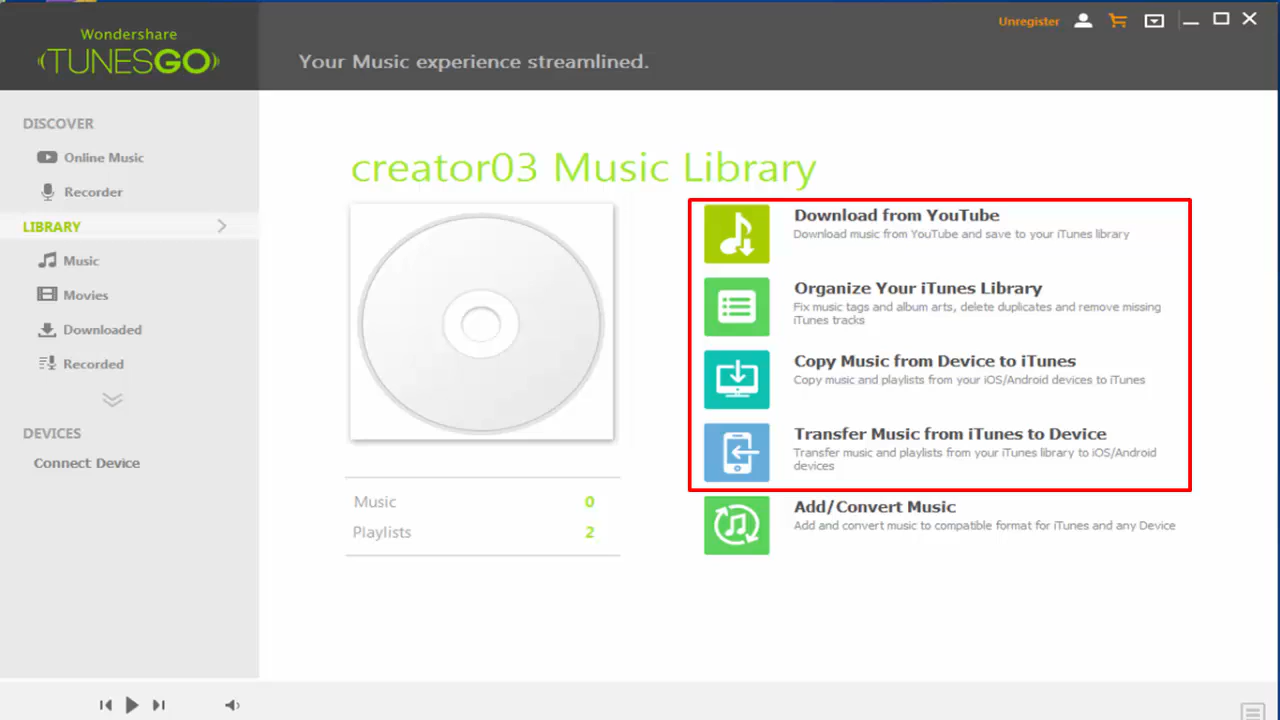 Wondershare
TUNESGO
Your Music experience streamlined.
Unregister
DISCOVER
Online Music
Recorder
LIBRARY
Music
Movies
Downloaded
Recorded
DEVICES
Connect Device
creator03 Music Library
Music 0
Playlists 2
Download from YouTube
Download music from YouTube and save to your iTunes library
Organize Your iTunes Library
Fix music tags and album arts, delete duplicates and remove missing
iTunes tracks
Copy Music from Device to iTunes
Copy music and playlists from your iOS/Android devices to iTunes
Transfer Music from iTunes to Device
Transfer music and playlists from your iTunes library to iOS/Android
devices
Add/Convert Music
Add and convert music to compatible format for iTunes and any Device